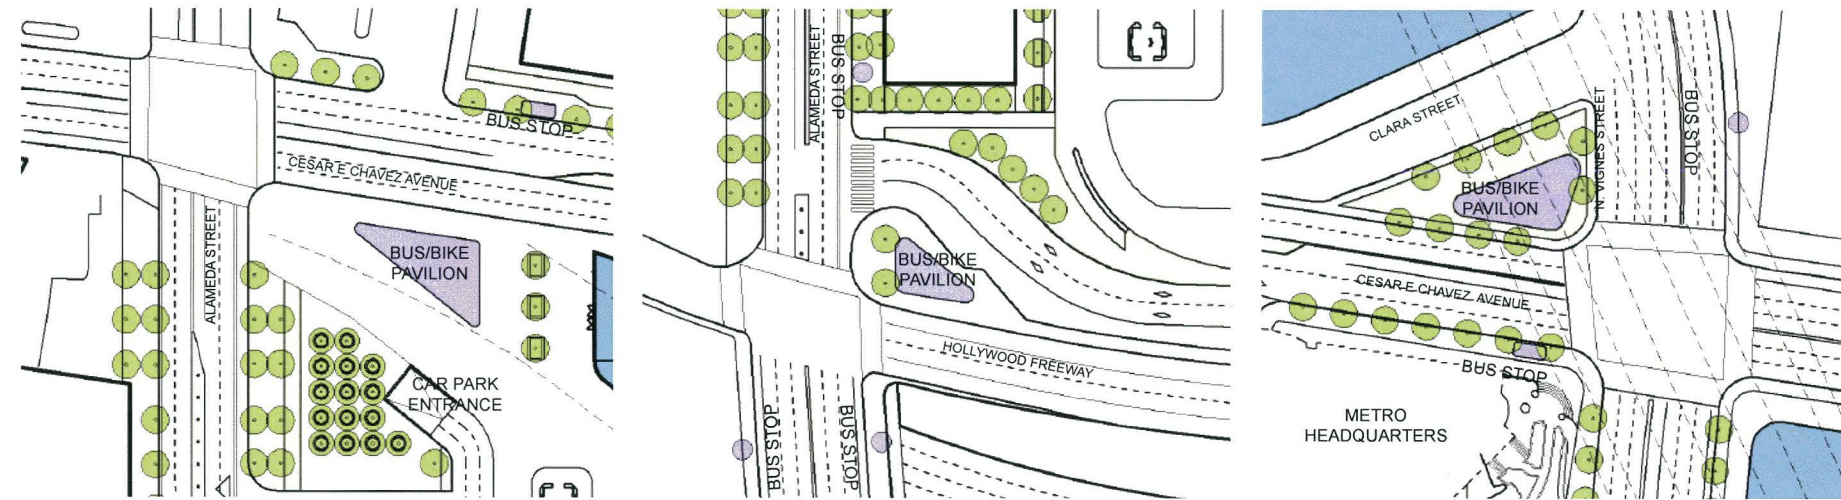 BUS STOP
CESAR E CHAVEZ AVENUE
ALAMEDA STREET
BUS/BIKE
PAVILION
CAR PARK
ENTRANCE
ALAMEDA STREET
BUS STOP
BUS/BIKE
PAVILION
HOLLYWOOD FREEWAY
BUS STOP
BUS STOP
CLARA STREET
N. VIGNES STREET
BUS STOP
BUS/BIKE
PAVILION
CESAR E CHAVEZ AVENUE
BUS STOP
METRO
HEADQUARTERS